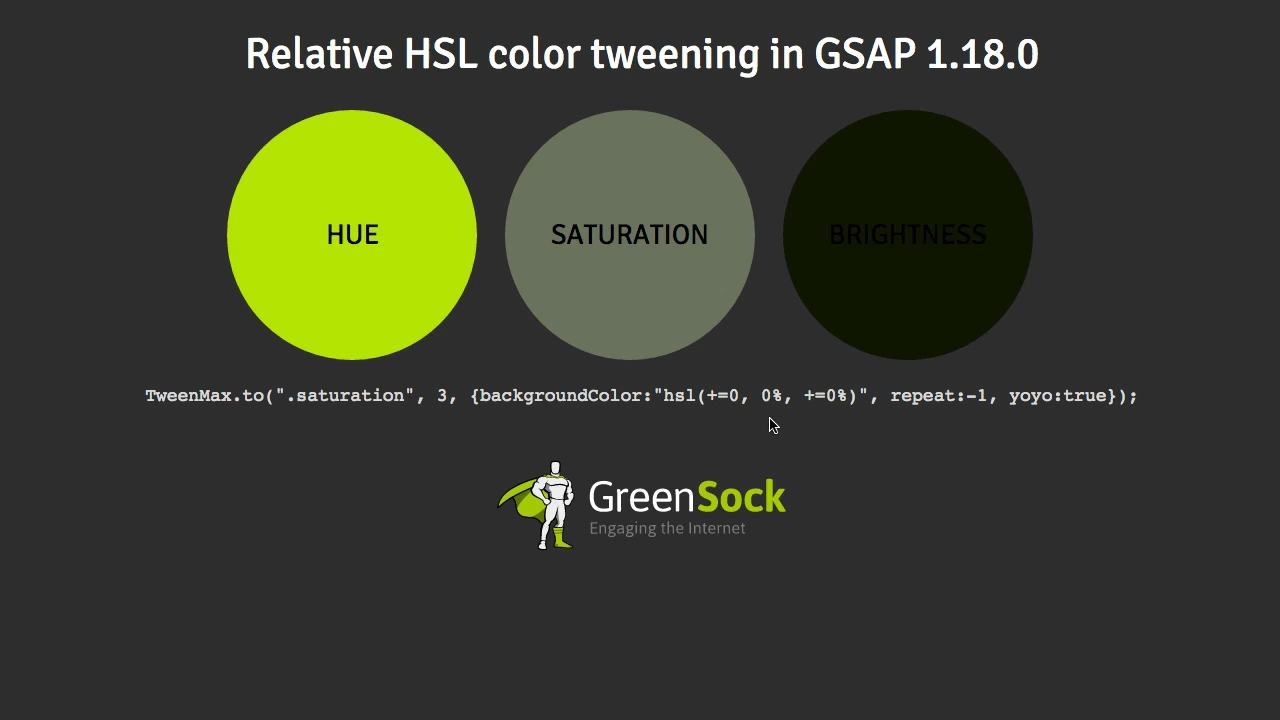 Relative HSL color tweening in GSAP 1.18.0
HUE
SATURATION
BRIGHTNESS
TweenMax.to(".saturation", 3, {backgroundColor:"hsl(+=0, 0%, +=0%)", repeat:-1, yoyo:true});
GreenSock
Engaging the Internet